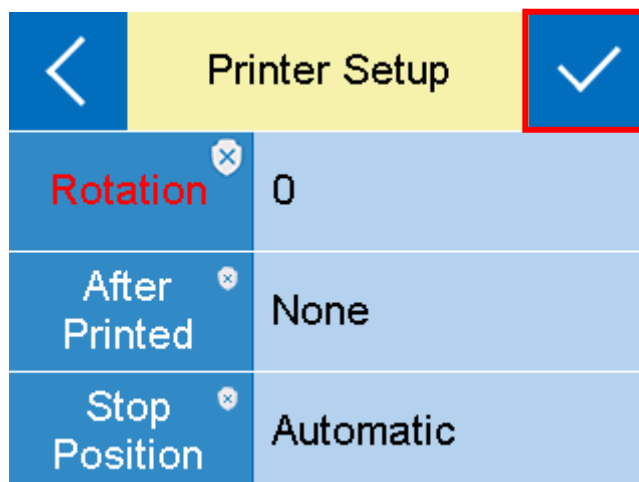 Printer Setup
Rotation
0
After
Printed
None
Stop
Position
Automatic